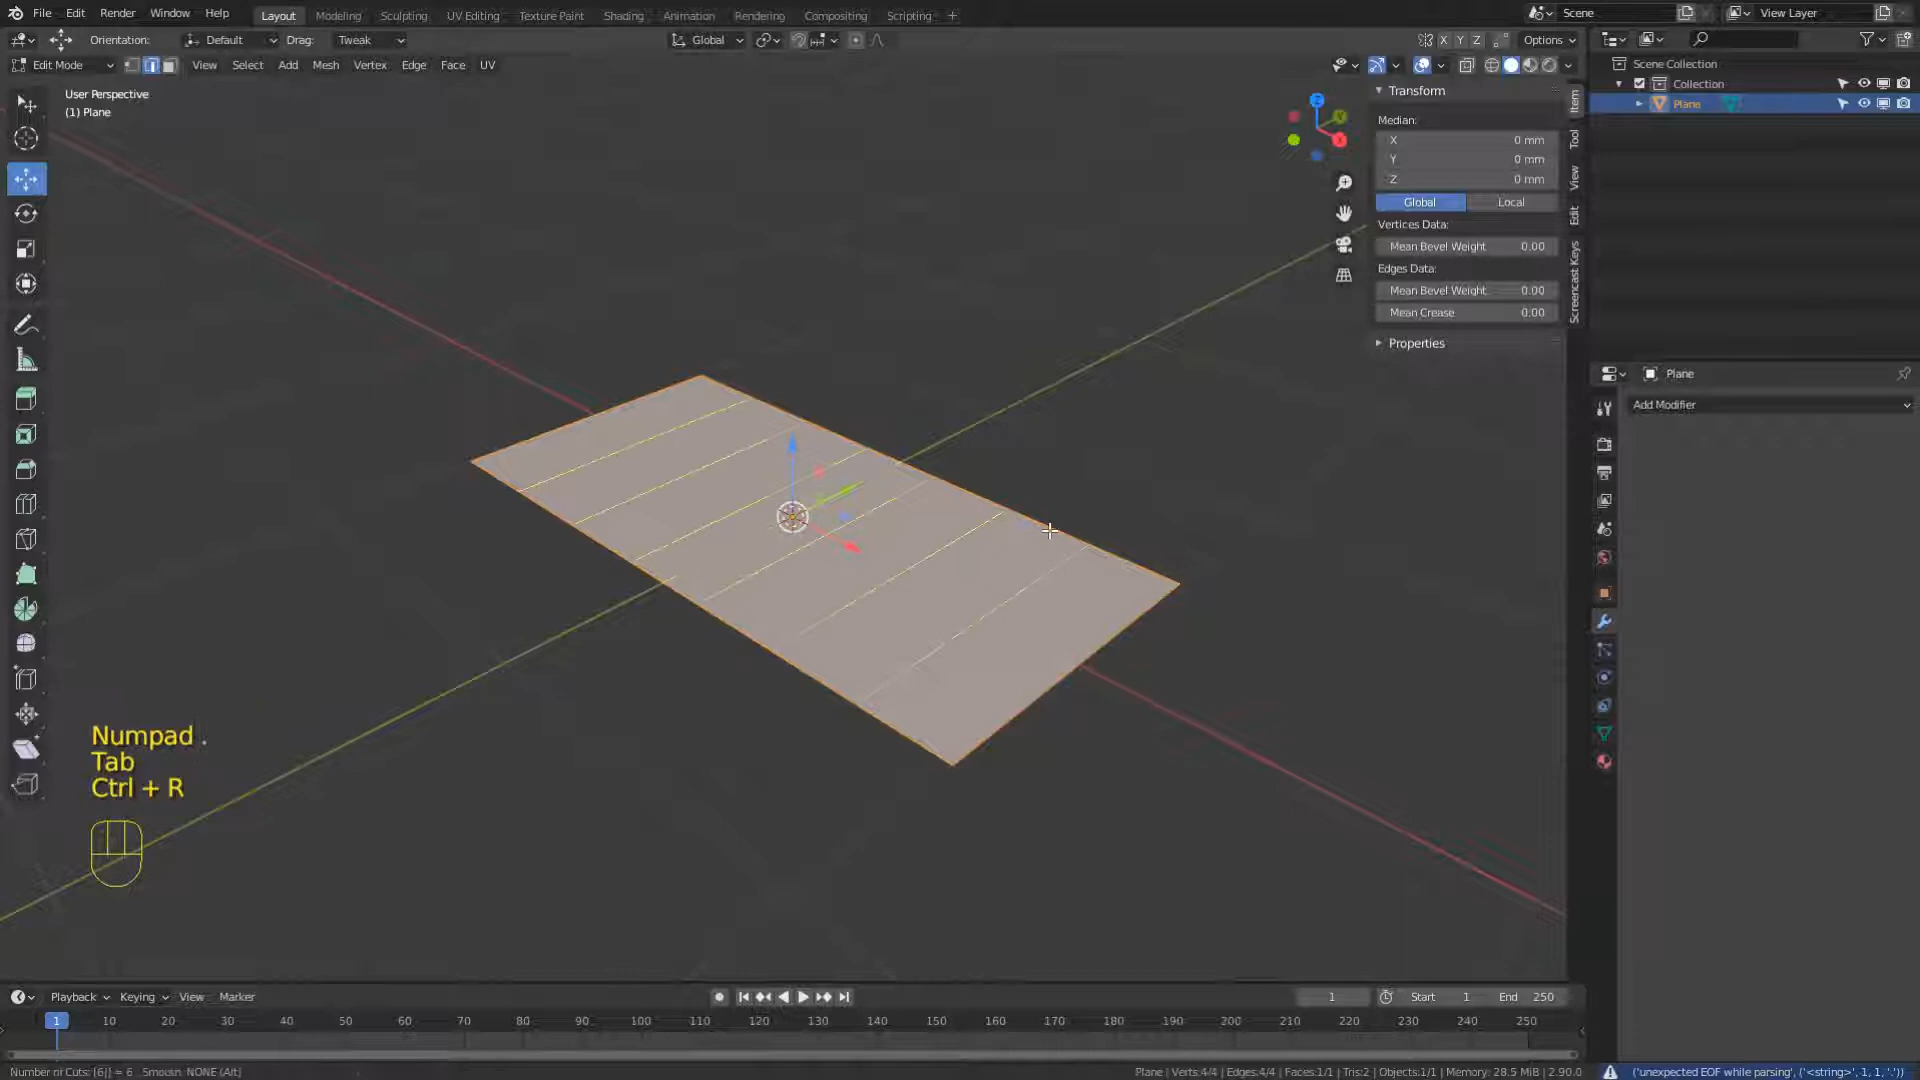 File Edit Render Window Help
Layout Modeling Sculpting UV Editing Texture Paint Shading Animation Rendering Compositing Scripting +
Scene
View Layer
Orientation: Default Drag: Tweak
Global
X Y Z
Options
Edit Mode
View Select Add Mesh Vertex Edge Face UV
User Perspective
(1) Plane
Z
X
Transform
Median:
X 0 mm
Y 0 mm
Z 0 mm
Global Local
Vertices Data:
Mean Bevel Weight 0.00
Edges Data:
Mean Bevel Weight 0.00
Mean Crease 0.00
Properties
Item
Tool
View
Edit
Screencast Keys
Scene Collection
Collection
Plane
Plane
Add Modifier
Numpad .
Tab
Ctrl + R
Playback Keying View Marker
1
Start 1
End 250
1 10 20 30 40 50 60 70 80 90 100 110 120 130 140 150 160 170 180 190 200 210 220 230 240 250
Plane | Verts:4/4 | Edges:4/4 | Faces:1/1 | Tris:2 | Objects:1/1 | Memory: 28.5 MiB | 2.90.0
('unexpected EOF while parsing', ('<string>', 1, 1, '.'))